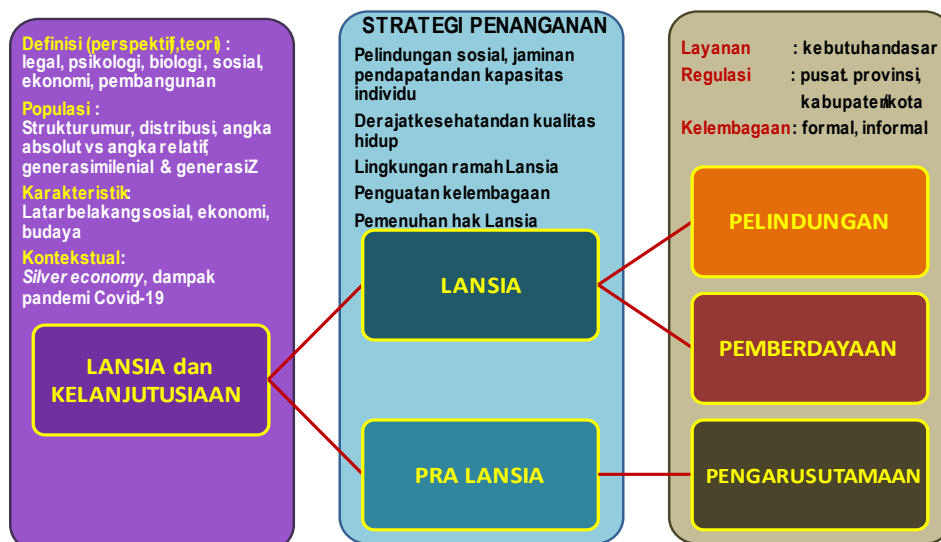 Definisi (perspektif, teori) :
legal, psikologi, biologi, sosial,
ekonomi, pembangunan
Populasi :
Struktur umur, distribusi, angka
absolut vs angka relatif,
generasi milenial & generasi Z
Karakteristik:
Latar belakang sosial, ekonomi,
budaya
Kontekstual:
Silver economy, dampak
pandemi Covid-19
LANSIA dan
KELANJUTUSIAAN
STRATEGI PENANGANAN
Pelindungan sosial, jaminan
pendapatan dan kapasitas
individu
Derajat kesehatan dan kualitas
hidup
Lingkungan ramah Lansia
Penguatan kelembagaan
Pemenuhan hak Lansia
LANSIA
PRA LANSIA
Layanan : kebutuhan dasar
Regulasi : pusat. provinsi,
kabupaten/kota
Kelembagaan : formal, informal
PELINDUNGAN
PEMBERDAYAAN
PENGARUSUTAMAAN